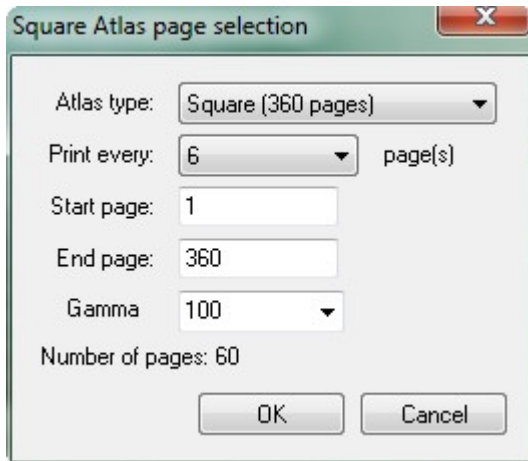 Square Atlas page selection
Atlas type: Square (360 pages)
Print every: 6 page(s)
Start page: 1
End page: 360
Gamma 100
Number of pages: 60
OK Cancel